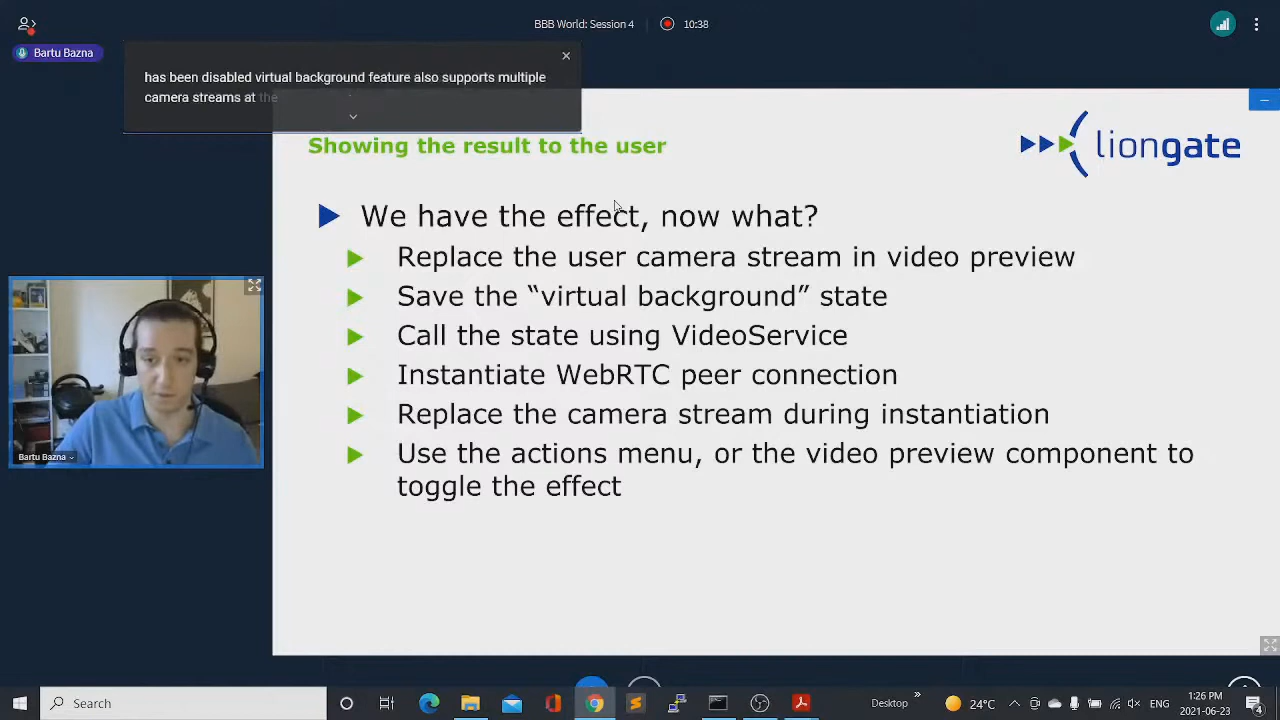 BBB World: Session 4
10:38
Bartu Bazna
has been disabled virtual background feature also supports multiple
camera streams at the
Showing the result to the user
liongate
We have the effect, now what?
Replace the user camera stream in video preview
Save the “virtual background” state
Call the state using VideoService
Instantiate WebRTC peer connection
Replace the camera stream during instantiation
Use the actions menu, or the video preview component to
toggle the effect
Bartu Bazna
Search
Desktop
24°C
ENG
1:26 PM
2021-06-23